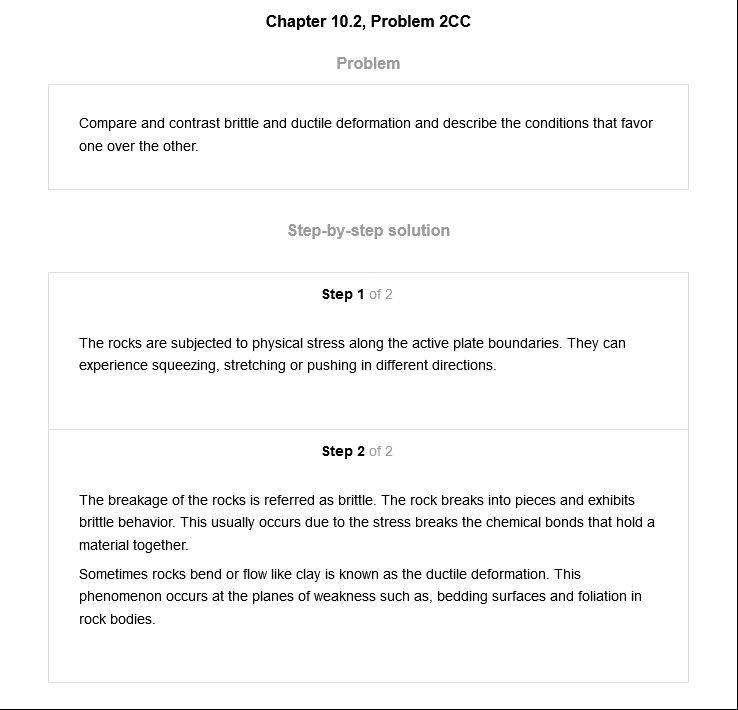 Chapter 10.2, Problem 2CC
Problem
Compare and contrast brittle and ductile deformation and describe the conditions that favor
one over the other.
Step-by-step solution
Step 1 of 2
The rocks are subjected to physical stress along the active plate boundaries. They can
experience squeezing, stretching or pushing in different directions.
Step 2 of 2
The breakage of the rocks is referred as brittle. The rock breaks into pieces and exhibits
brittle behavior. This usually occurs due to the stress breaks the chemical bonds that hold a
material together.
Sometimes rocks bend or flow like clay is known as the ductile deformation. This
phenomenon occurs at the planes of weakness such as, bedding surfaces and foliation in
rock bodies.